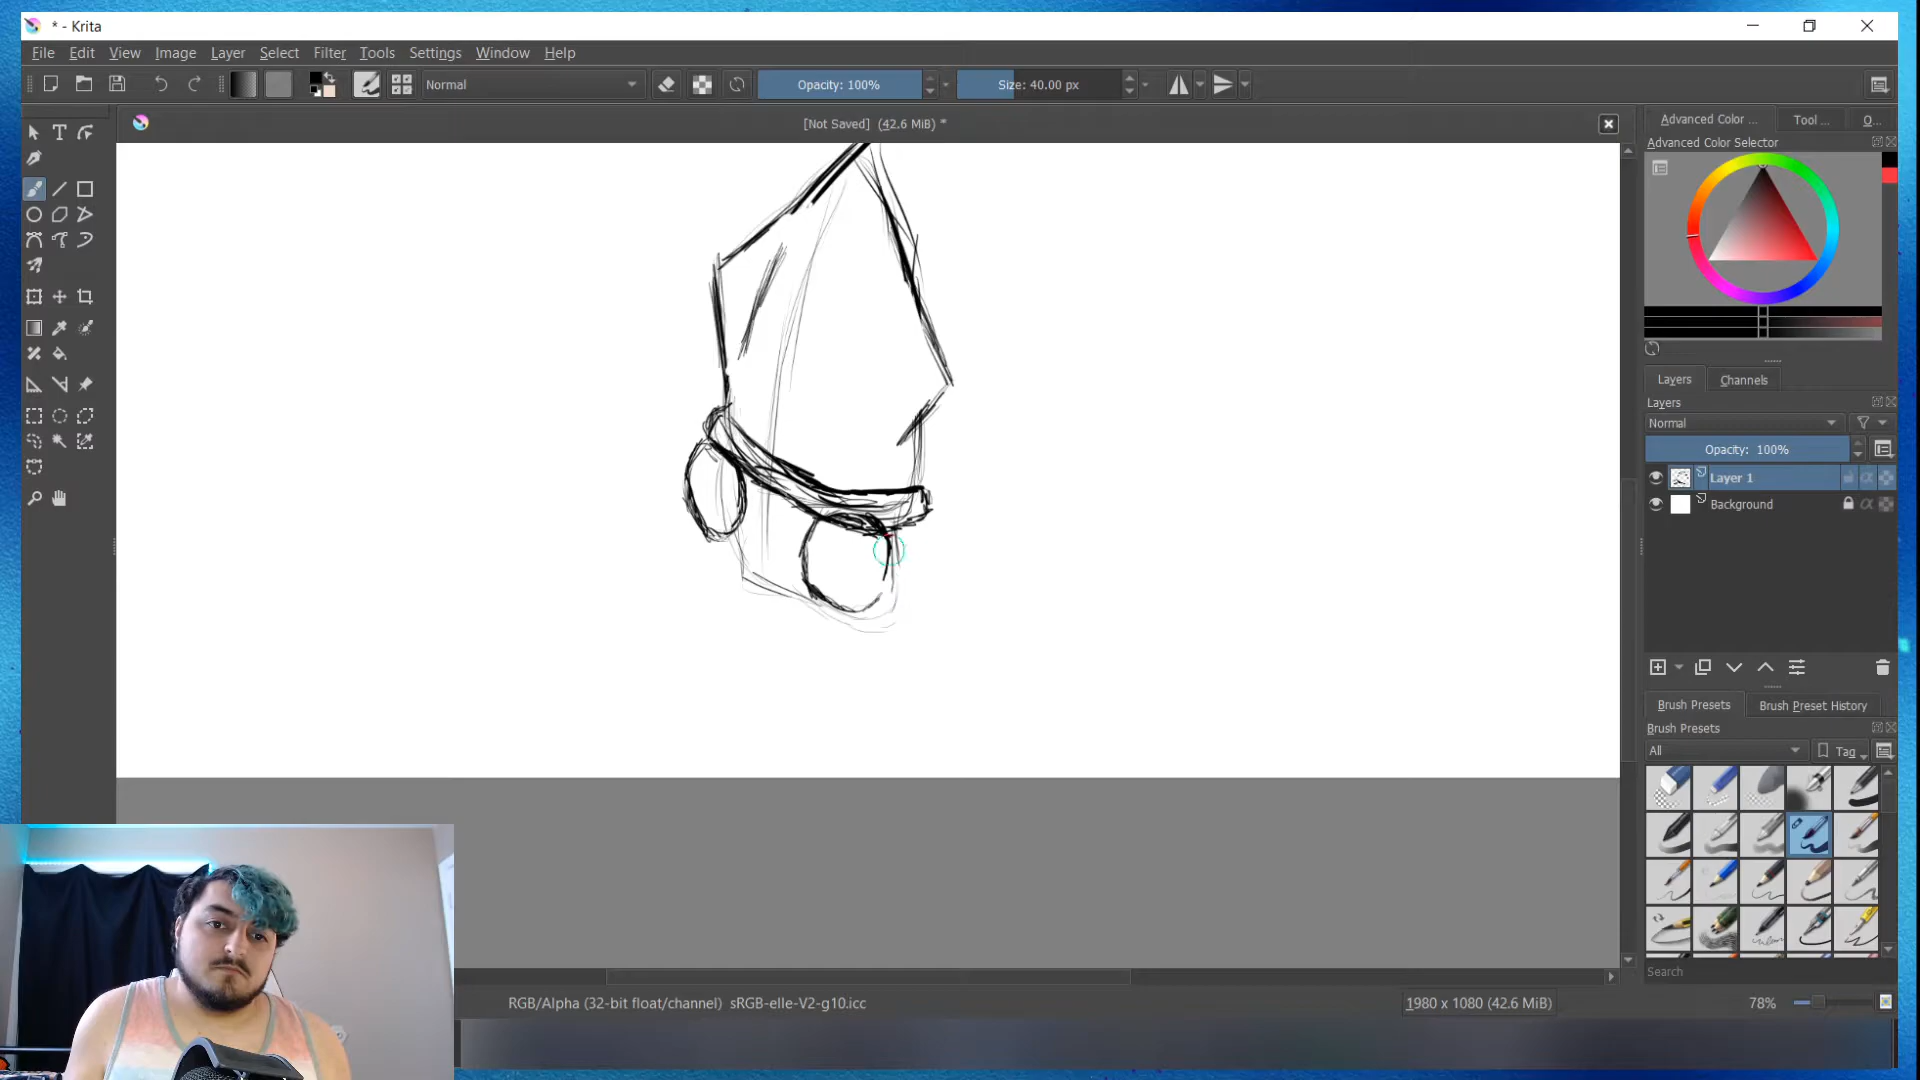 * - Krita
File Edit View Image Layer Select Filter Tools Settings Window Help
Normal Opacity: 100% Size: 40.00 px
[Not Saved] (42.6 MiB) *
Advanced Color ... Tool ... O...
Advanced Color Selector
Layers Channels
Layers
Normal
Opacity: 100%
Layer 1
Background
Brush Presets Brush Preset History
Brush Presets
All Tag
Search
RGB/Alpha (32-bit float/channel) sRGB-elle-V2-g10.icc 1980 x 1080 (42.6 MiB) 78%